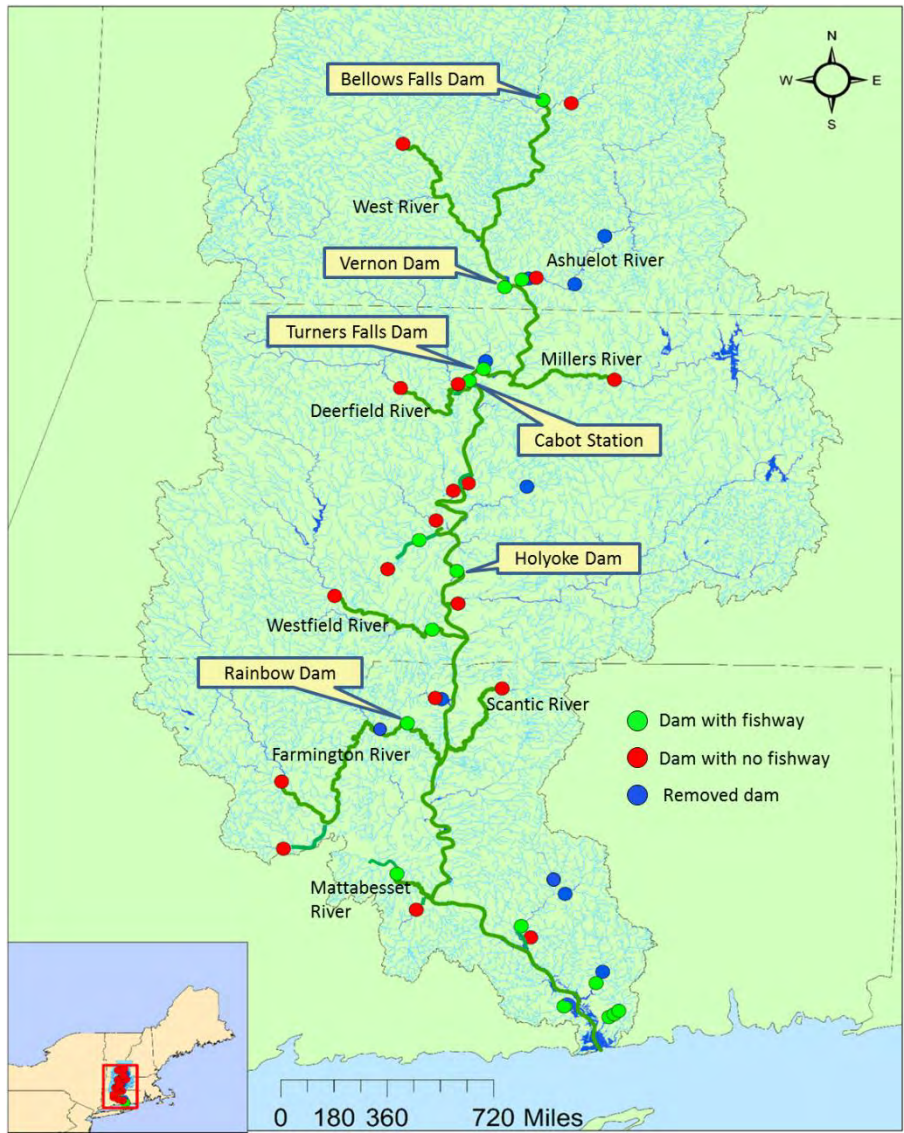 N
W E
S
Bellows Falls Dam
West River
Ashuelot River
Vernon Dam
Turners Falls Dam
Millers River
Deerfield River
Cabot Station
Holyoke Dam
Westfield River
Rainbow Dam
Scantic River
Dam with fishway
Farmington River
Dam with no fishway
Removed dam
Mattabesset
River
0 180 360 720 Miles